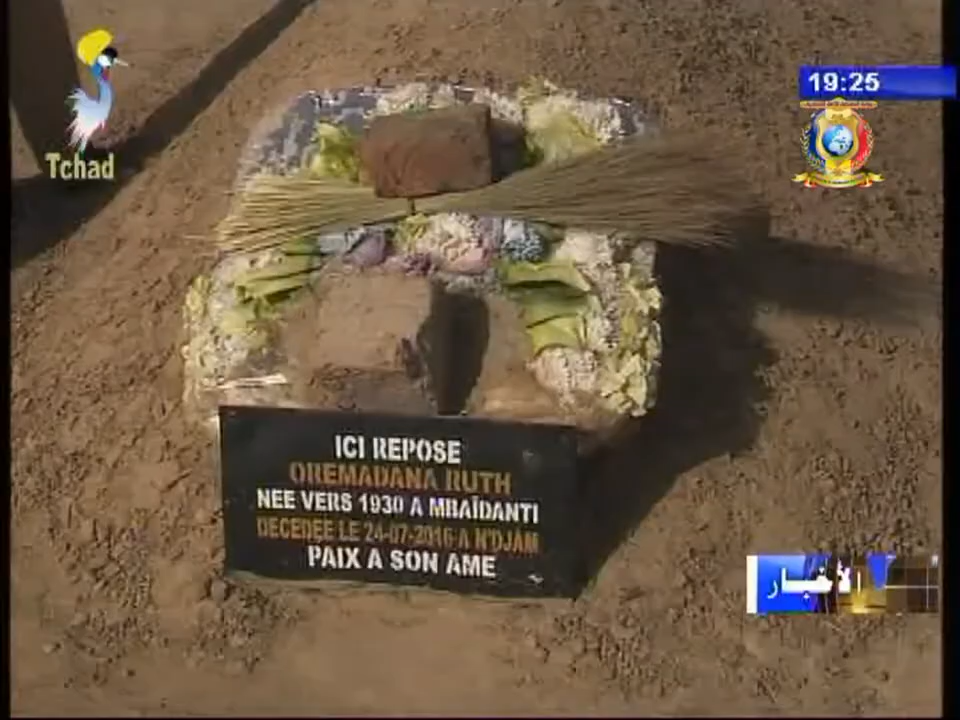 Tchad
19:25
ICI REPOSE
OREMADANA RUTH
NEE VERS 1930 A MBAÏDANTI
DECEDEE LE 24-07-2016 A N'DJAM
PAIX A SON AME
الأخبار